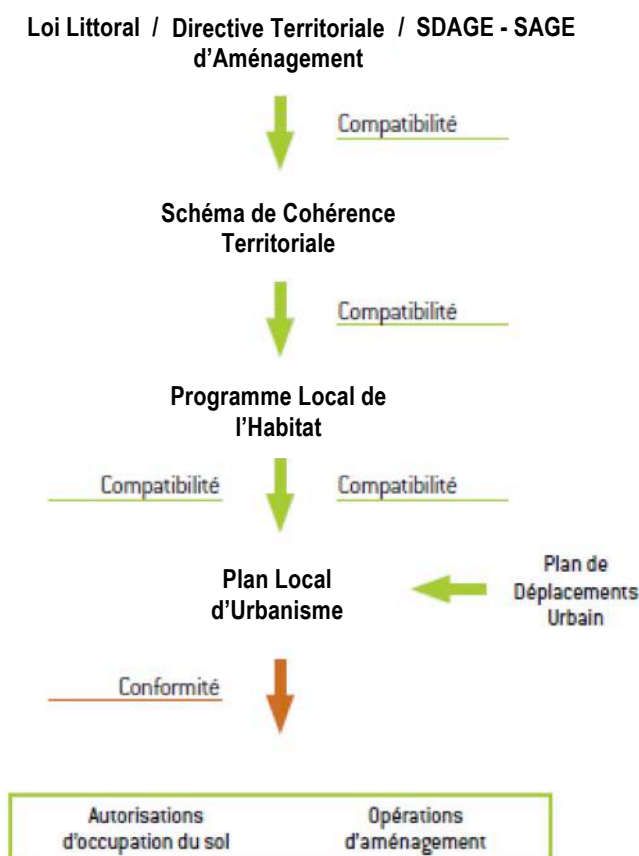 Loi Littoral / Directive Territoriale / SDAGE - SAGE
d’Aménagement
Compatibilité
Schéma de Cohérence
Territoriale
Compatibilité
Programme Local de
l’Habitat
Compatibilité
Compatibilité
Plan Local
d’Urbanisme
Plan de
Déplacements
Urbain
Conformité
Autorisations
d'occupation du sol
Opérations
d'aménagement